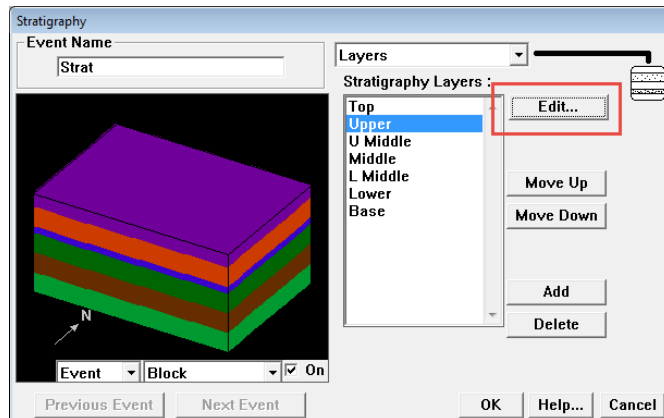 Stratigraphy
Event Name
Strat
Layers
Stratigraphy Layers :
Top
Upper
U Middle
Middle
L Middle
Lower
Base
Edit...
Move Up
Move Down
Add
Delete
N
Event
Block
On
Previous Event
Next Event
OK
Help...
Cancel